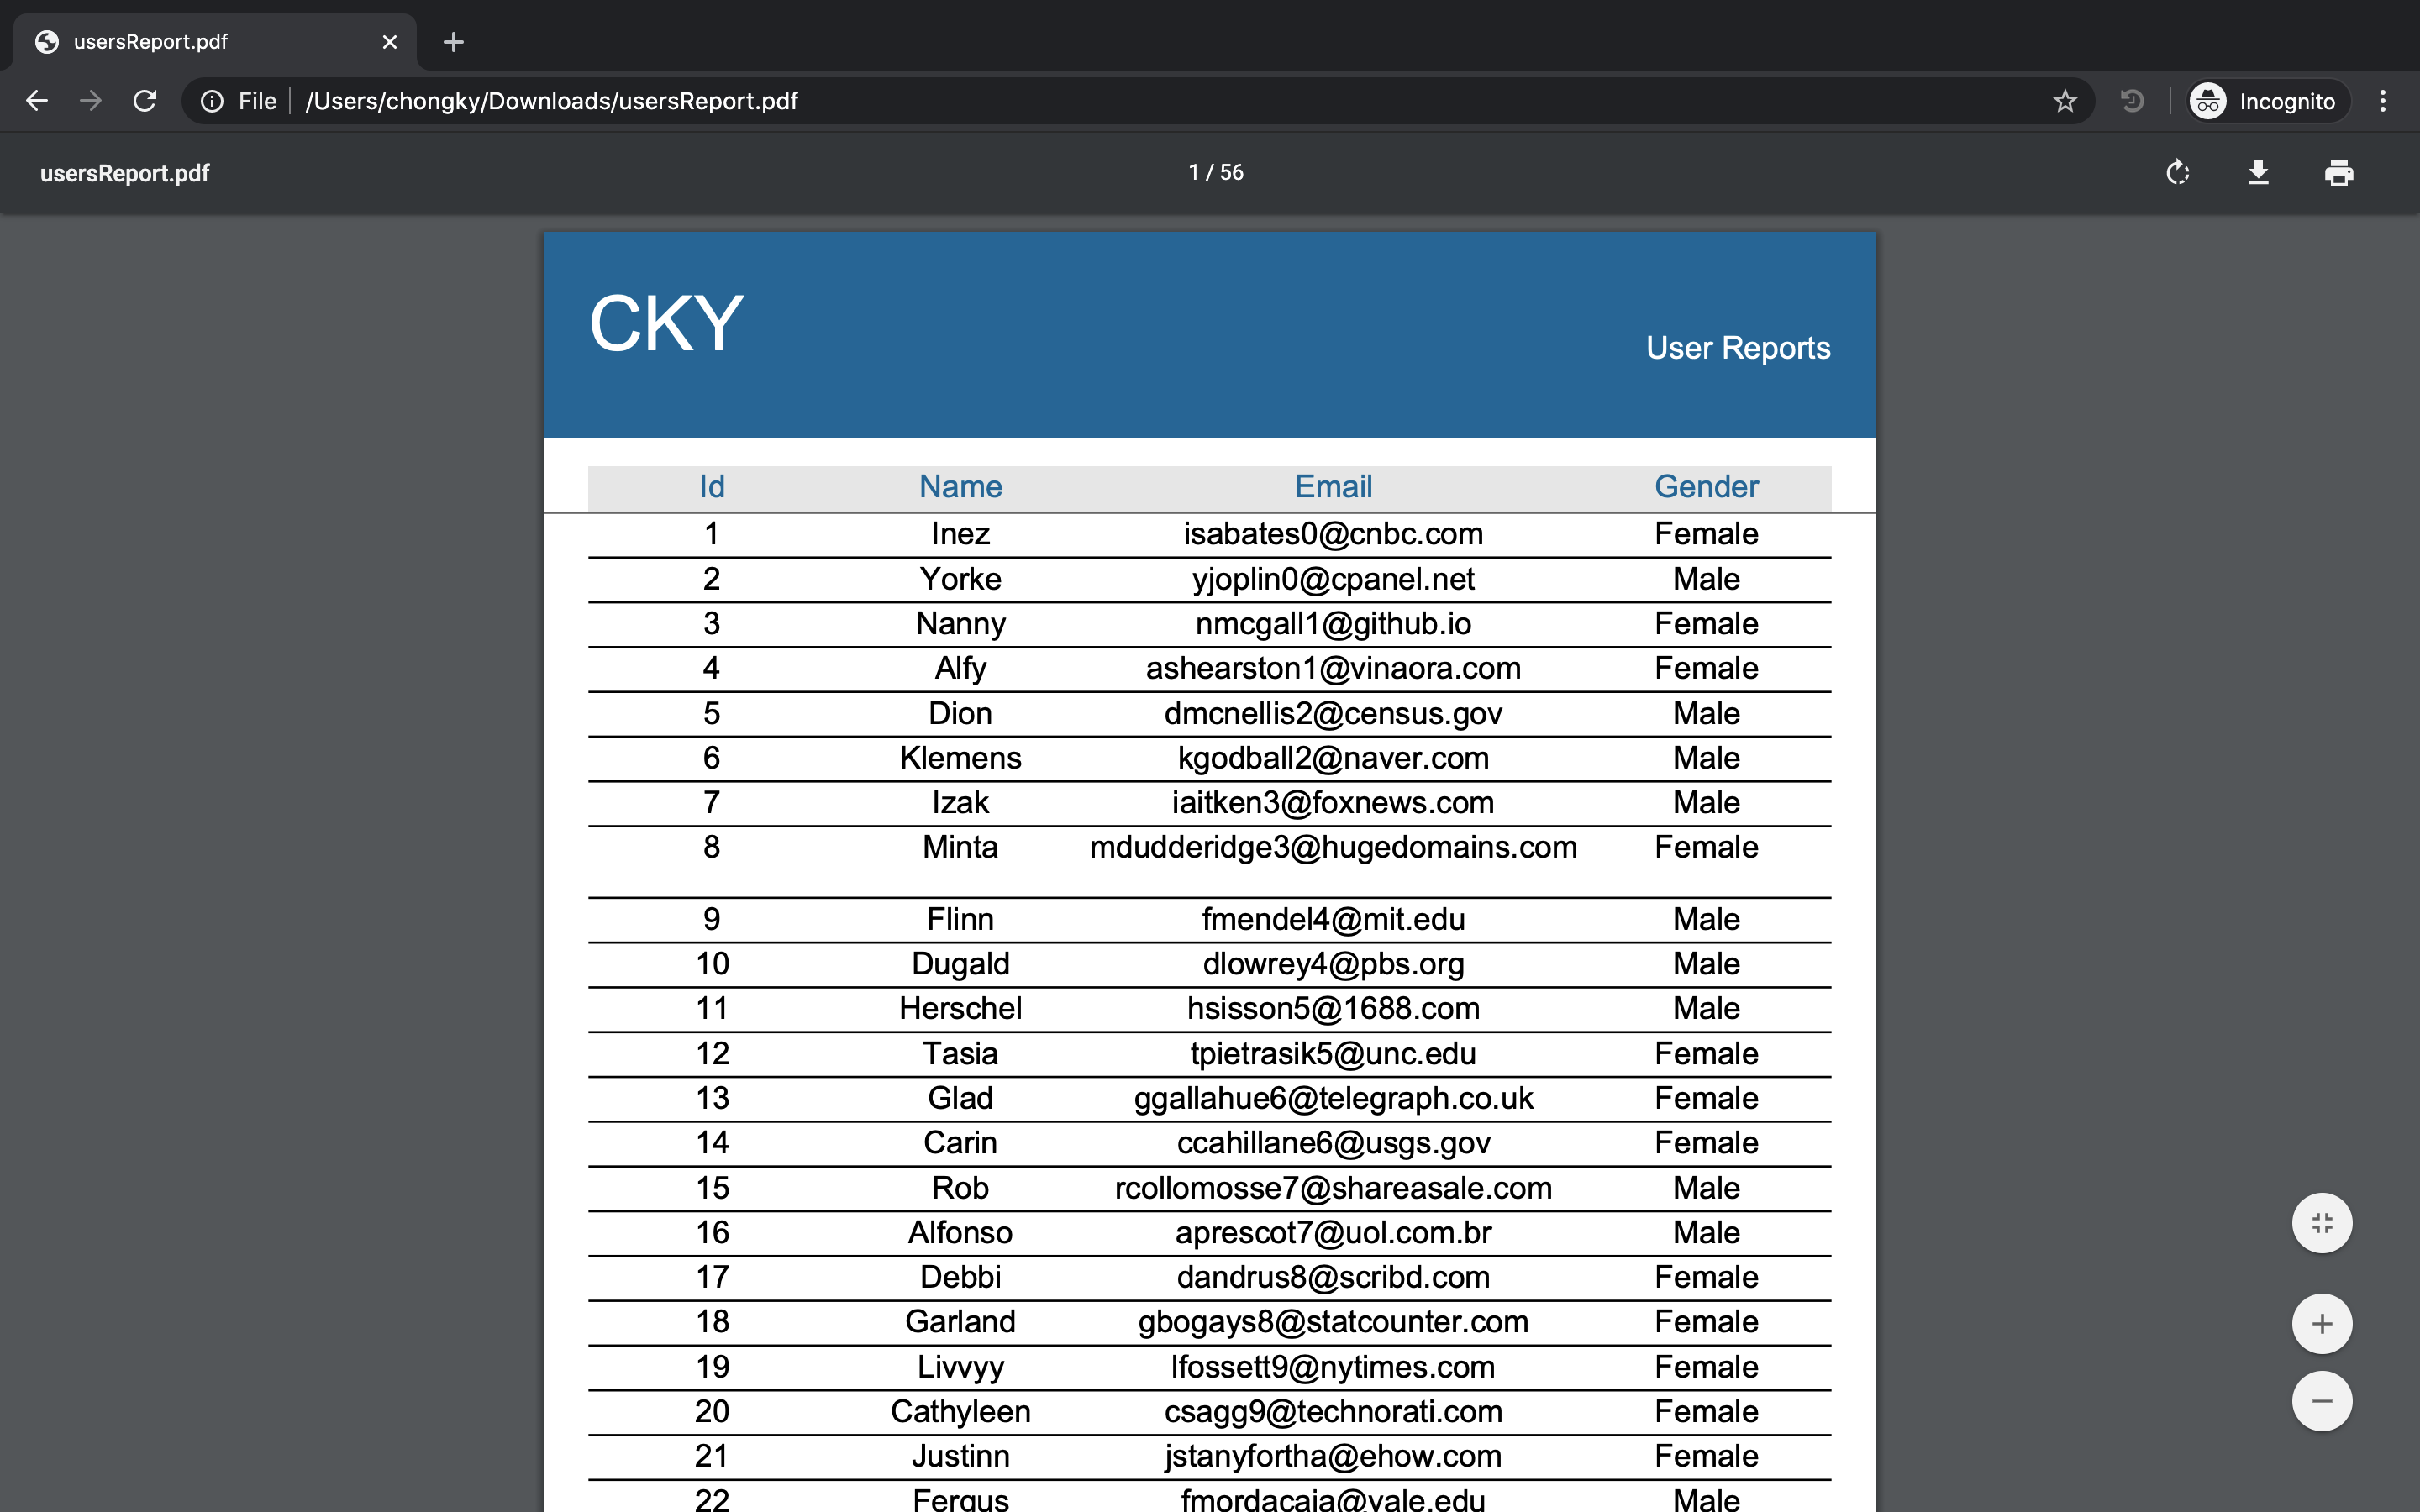 usersReport.pdf
File /Users/chongky/Downloads/usersReport.pdf Incognito
usersReport.pdf 1 / 56
CKY
User Reports
Id Name Email Gender
1 Inez isabates0@cnbc.com Female
2 Yorke yjoplin0@cpanel.net Male
3 Nanny nmcgall1@github.io Female
4 Alfy ashearston1@vinaora.com Female
5 Dion dmcnellis2@census.gov Male
6 Klemens kgodball2@naver.com Male
7 Izak iaitken3@foxnews.com Male
8 Minta mdudderidge3@hugedomains.com Female
9 Flinn fmendel4@mit.edu Male
10 Dugald dlowrey4@pbs.org Male
11 Herschel hsisson5@1688.com Male
12 Tasia tpietrasik5@unc.edu Female
13 Glad ggallahue6@telegraph.co.uk Female
14 Carin ccahillane6@usgs.gov Female
15 Rob rcollomosse7@shareasale.com Male
16 Alfonso aprescot7@uol.com.br Male
17 Debbi dandrus8@scribd.com Female
18 Garland gbogays8@statcounter.com Female
19 Livvyy lfossett9@nytimes.com Female
20 Cathyleen csagg9@technorati.com Female
21 Justinn jstanyfortha@ehow.com Female
22 Fergus fmordacaia@yale.edu Male